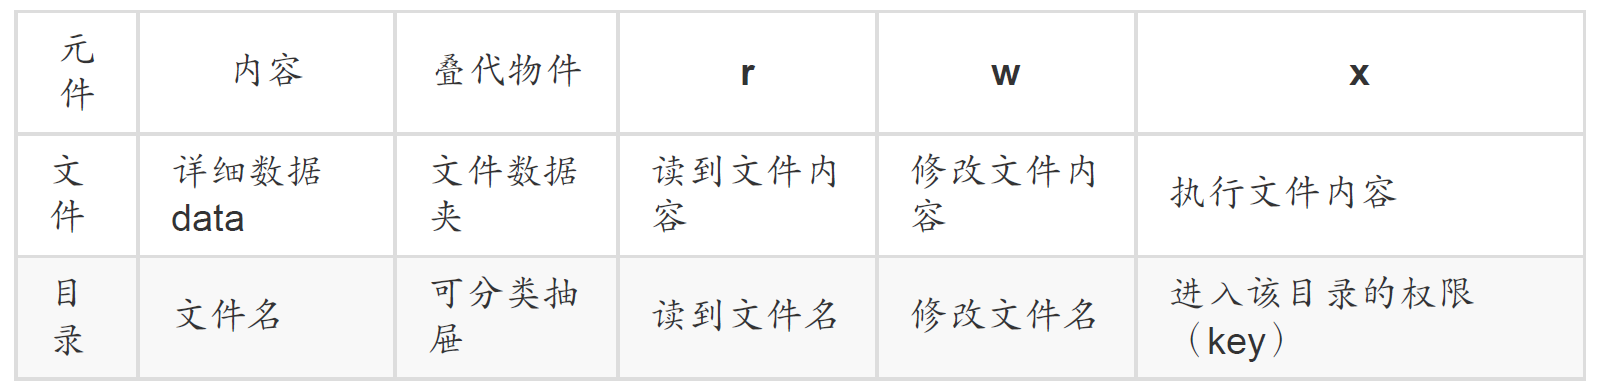 元
件
内容
叠代物件
r
w
x
文
件
详细数据
data
文件数据
夹
读到文件内
容
修改文件内
容
执行文件内容
目
录
文件名
可分类抽
屉
读到文件名
修改文件名
进入该目录的权限
（key）